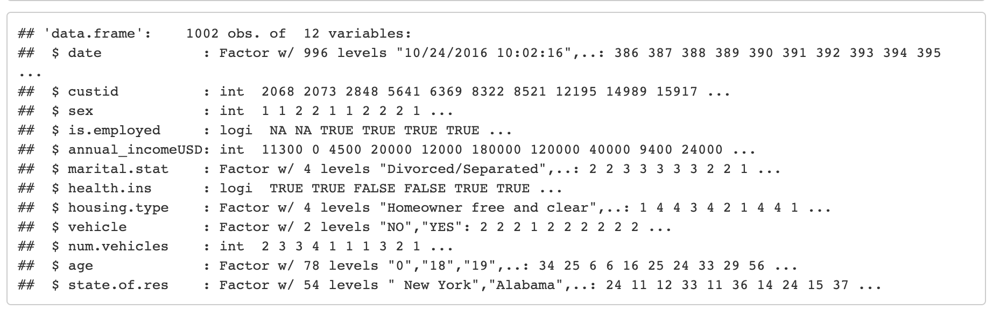 ## 'data.frame':    1002 obs. of  12 variables:
##  $ date            : Factor w/ 996 levels "10/24/2016 10:02:16",..: 386 387 388 389 390 391 392 393 394 395
...
##  $ custid          : int  2068 2073 2848 5641 6369 8322 8521 12195 14989 15917 ...
##  $ sex             : int  1 1 2 2 1 1 2 2 2 1 ...
##  $ is.employed     : logi  NA NA TRUE TRUE TRUE TRUE ...
##  $ annual_incomeUSD: int  11300 0 4500 20000 12000 180000 120000 40000 9400 24000 ...
##  $ marital.stat    : Factor w/ 4 levels "Divorced/Separated",..: 2 2 3 3 3 3 3 2 2 1 ...
##  $ health.ins      : logi  TRUE TRUE FALSE FALSE TRUE TRUE ...
##  $ housing.type    : Factor w/ 4 levels "Homeowner free and clear",..: 1 4 4 3 4 2 1 4 4 1 ...
##  $ vehicle         : Factor w/ 2 levels "NO","YES": 2 2 2 1 2 2 2 2 2 2 ...
##  $ num.vehicles    : int  2 3 3 4 1 1 1 3 2 1 ...
##  $ age             : Factor w/ 78 levels "0","18","19",..: 34 25 6 6 16 25 24 33 29 56 ...
##  $ state.of.res    : Factor w/ 54 levels " New York","Alabama",..: 24 11 12 33 11 36 14 24 15 37 ...